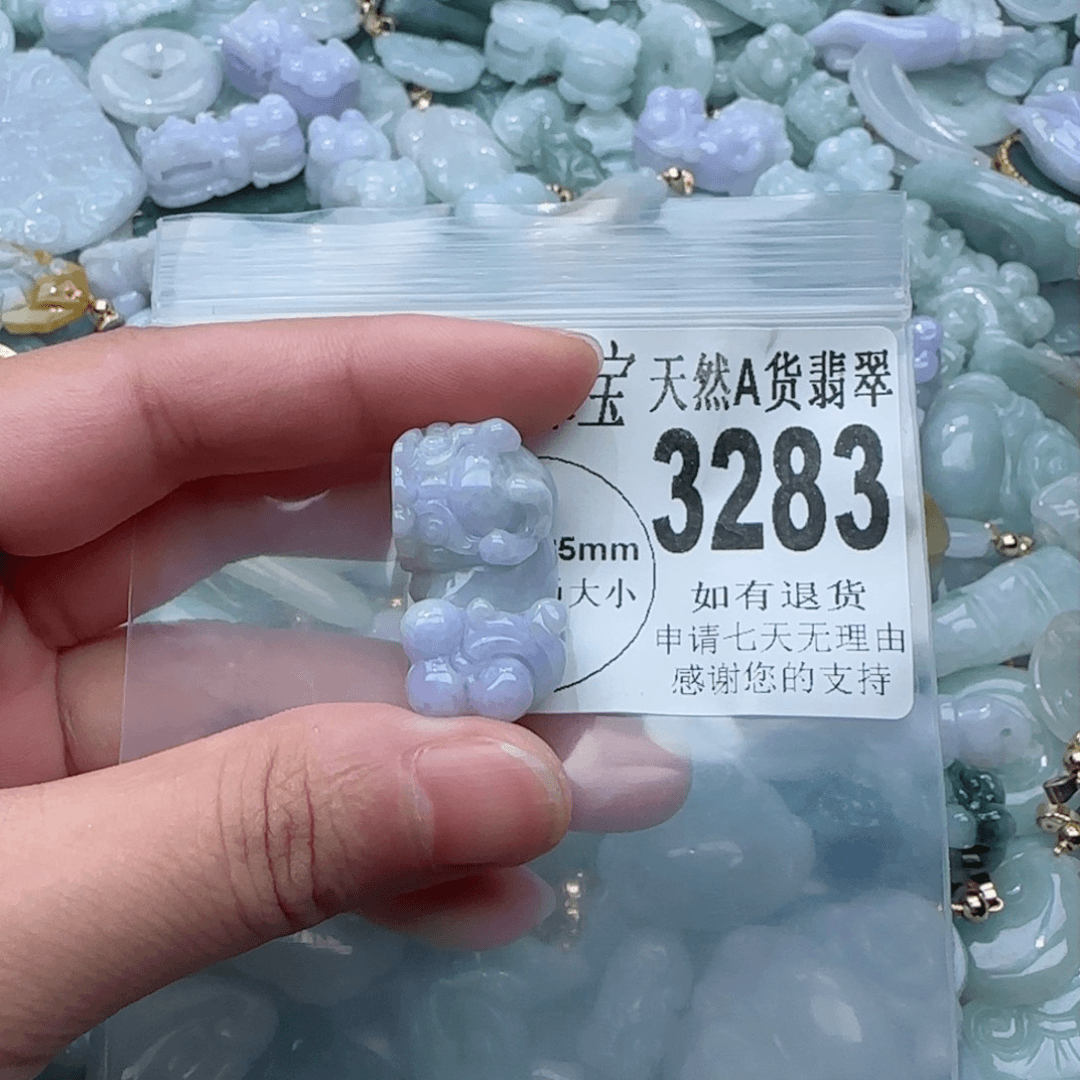 宝 天然A货翡翠
3283
5mm
大小
如有退货
申请七天无理由
感谢您的支持